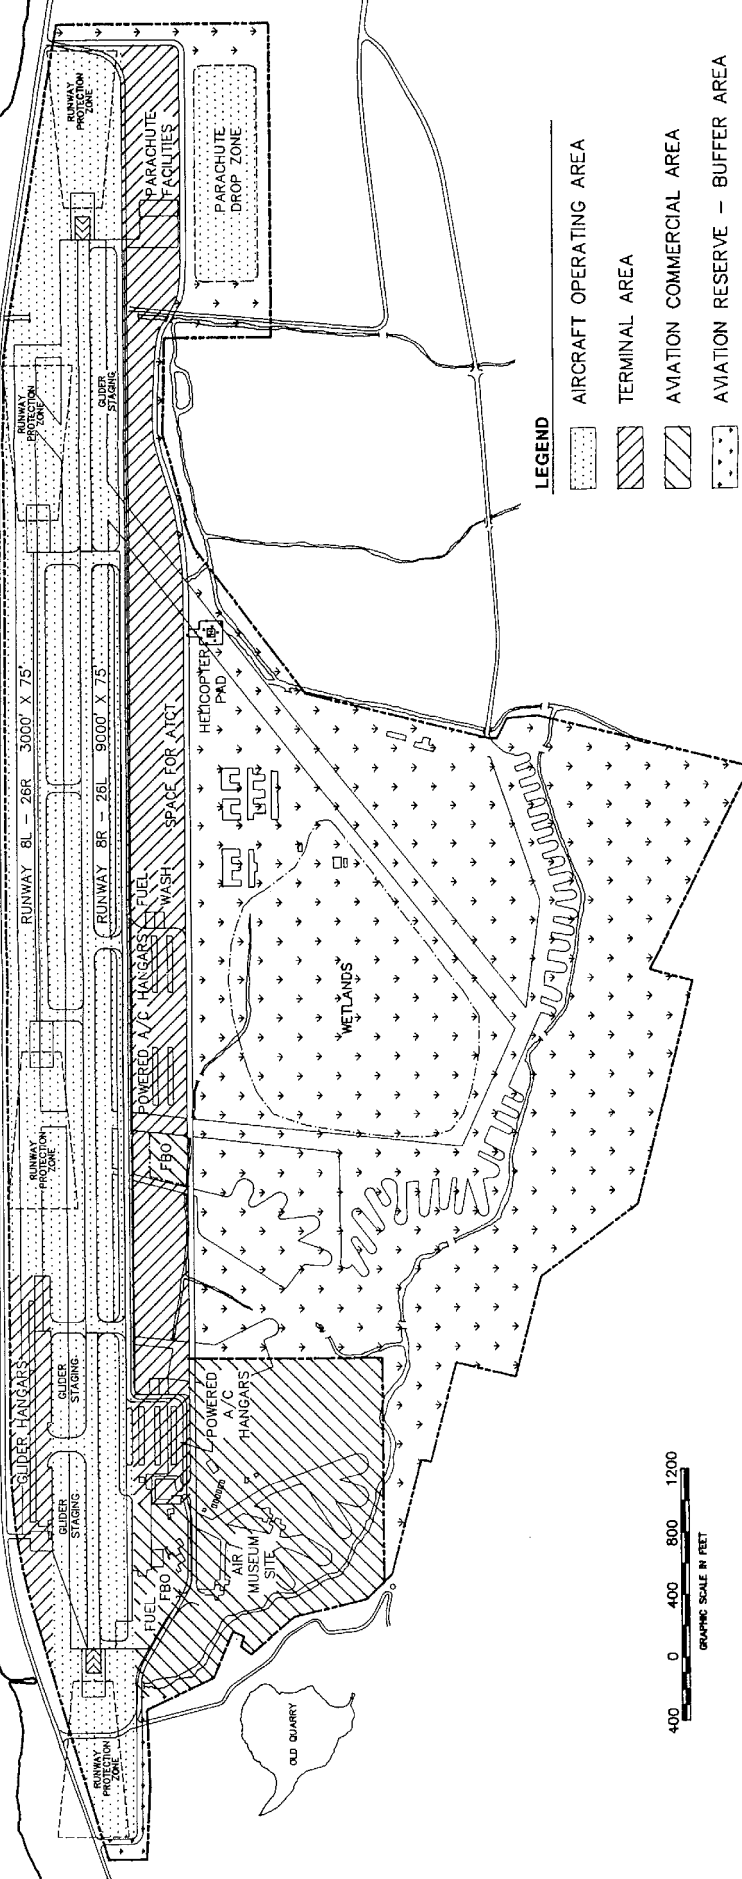 RUNWAY
PROTECTION
ZONE
GLIDER HANGARS
GLIDER
STAGING
GLIDER
STAGING
RUNWAY
PROTECTION
ZONE
RUNWAY 8L - 26R 3000' X 75'
RUNWAY 8R - 26L 9000' X 75'
RUNWAY
PROTECTION
ZONE
GLIDER
STAGING
RUNWAY
PROTECTION
ZONE
FUEL
FBO
POWERED
A/C
HANGARS
AIR
MUSEUM
SITE
FBO
POWERED A/C HANGARS
FUEL
WASH
SPACE FOR ATCT
HELICOPTER
PAD
PARACHUTE
FACILITIES
PARACHUTE
DROP ZONE
WETLANDS
OLD QUARRY
LEGEND
AIRCRAFT OPERATING AREA
TERMINAL AREA
AVIATION COMMERCIAL AREA
AVIATION RESERVE - BUFFER AREA
400 0 400 800 1200
GRAPHIC SCALE IN FEET